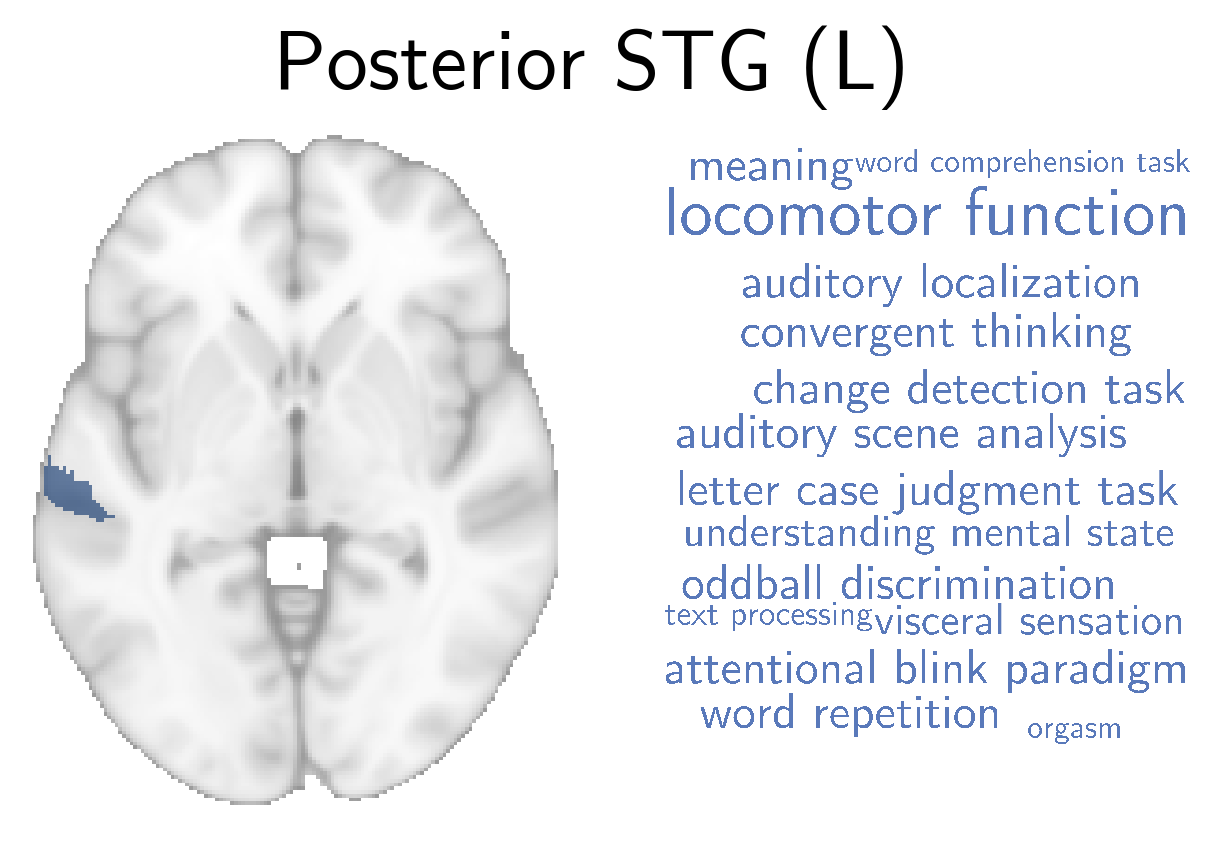 Posterior STG (L)
meaning word comprehension task
locomotor function
auditory localization
convergent thinking
change detection task
auditory scene analysis
letter case judgment task
understanding mental state
oddball discrimination
text processing visceral sensation
attentional blink paradigm
word repetition orgasm